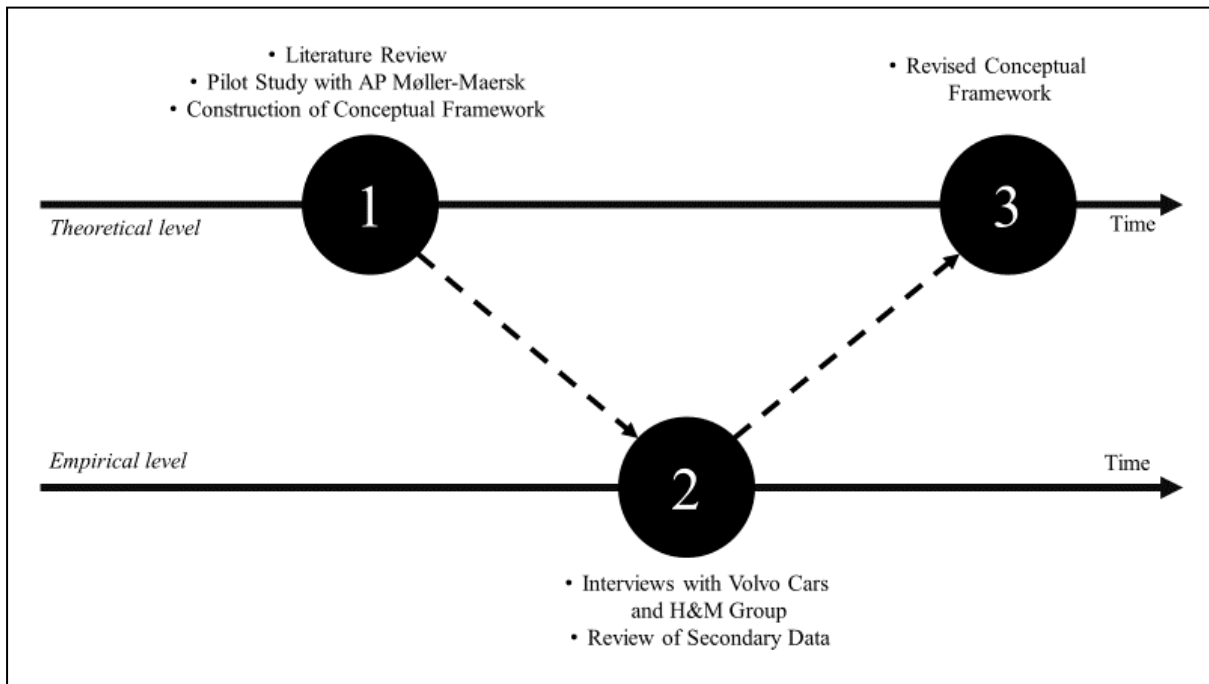 • Literature Review
• Pilot Study with AP Møller-Maersk
• Construction of Conceptual Framework
• Revised Conceptual
Framework
1
3
Theoretical level
Time
Empirical level
Time
2
• Interviews with Volvo Cars
and H&M Group
• Review of Secondary Data